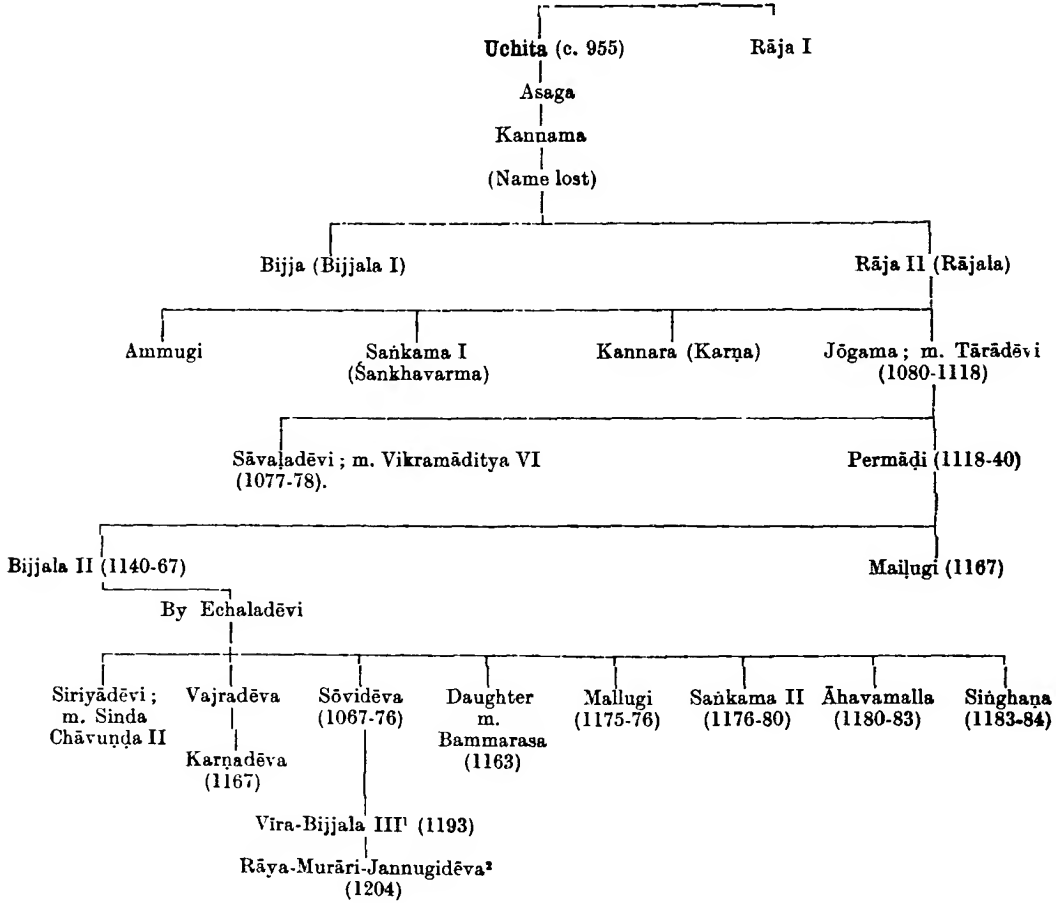 Uchita (c. 955) Rāja I
Asaga
Kannama
(Name lost)
Bijja (Bijjala I) Rāja II (Rājala)
Ammugi Saṅkama I Kannara (Karṇa) Jōgama ; m. Tārādēvi
(Śankhavarma) (1080-1118)
Sāvaḷadēvi ; m. Vikramāditya VI Permāḍi (1118-40)
(1077-78).
Bijjala II (1140-67) Maiḷugi (1167)
By Echaladēvi
Siriyādēvi ; Vajradēva Sōvidēva Daughter Mallugi Saṅkama II Āhavamalla Siṅghaṇa
m. Sinda (1067-76) m. (1175-76) (1176-80) (1180-83) (1183-84)
Chāvuṇḍa II Bammarasa
Karṇadēva (1163)
(1167)
Vīra-Bijjala III¹ (1193)
Rāya-Murāri-Jannugidēva²
(1204)